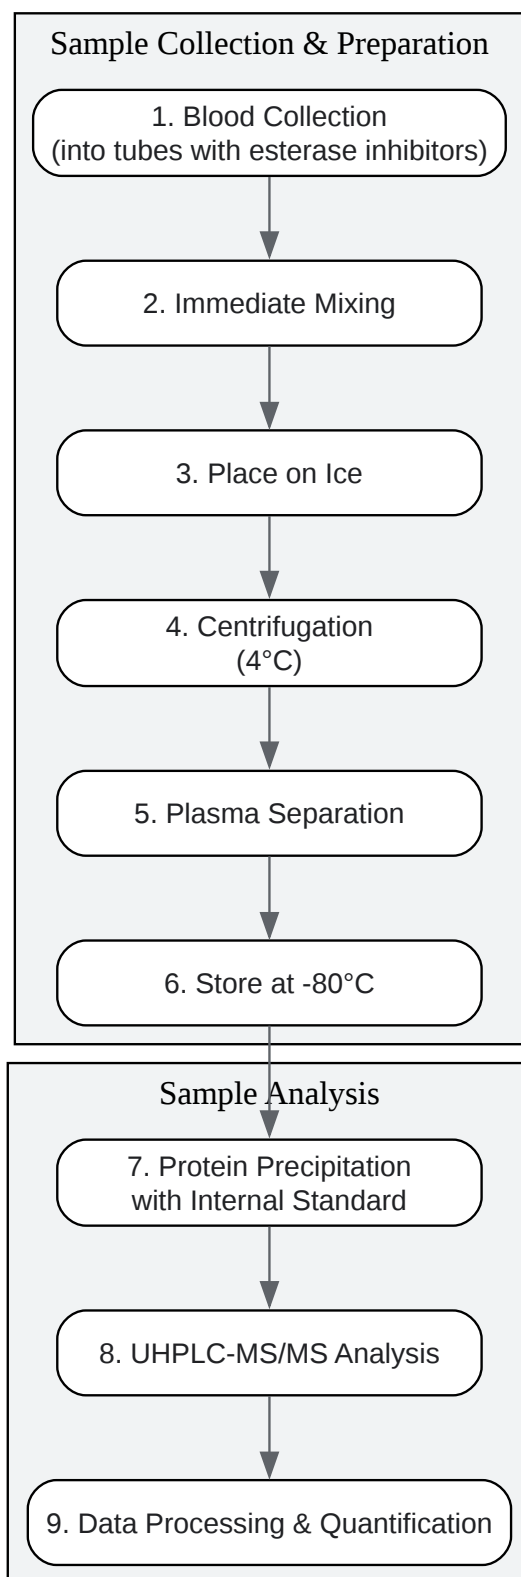 Sample Collection & Preparation
1. Blood Collection
(into tubes with esterase inhibitors)
2. Immediate Mixing
3. Place on Ice
4. Centrifugation
(4°C)
5. Plasma Separation
6. Store at -80°C
Sample Analysis
7. Protein Precipitation
with Internal Standard
8. UHPLC-MS/MS Analysis
9. Data Processing & Quantification